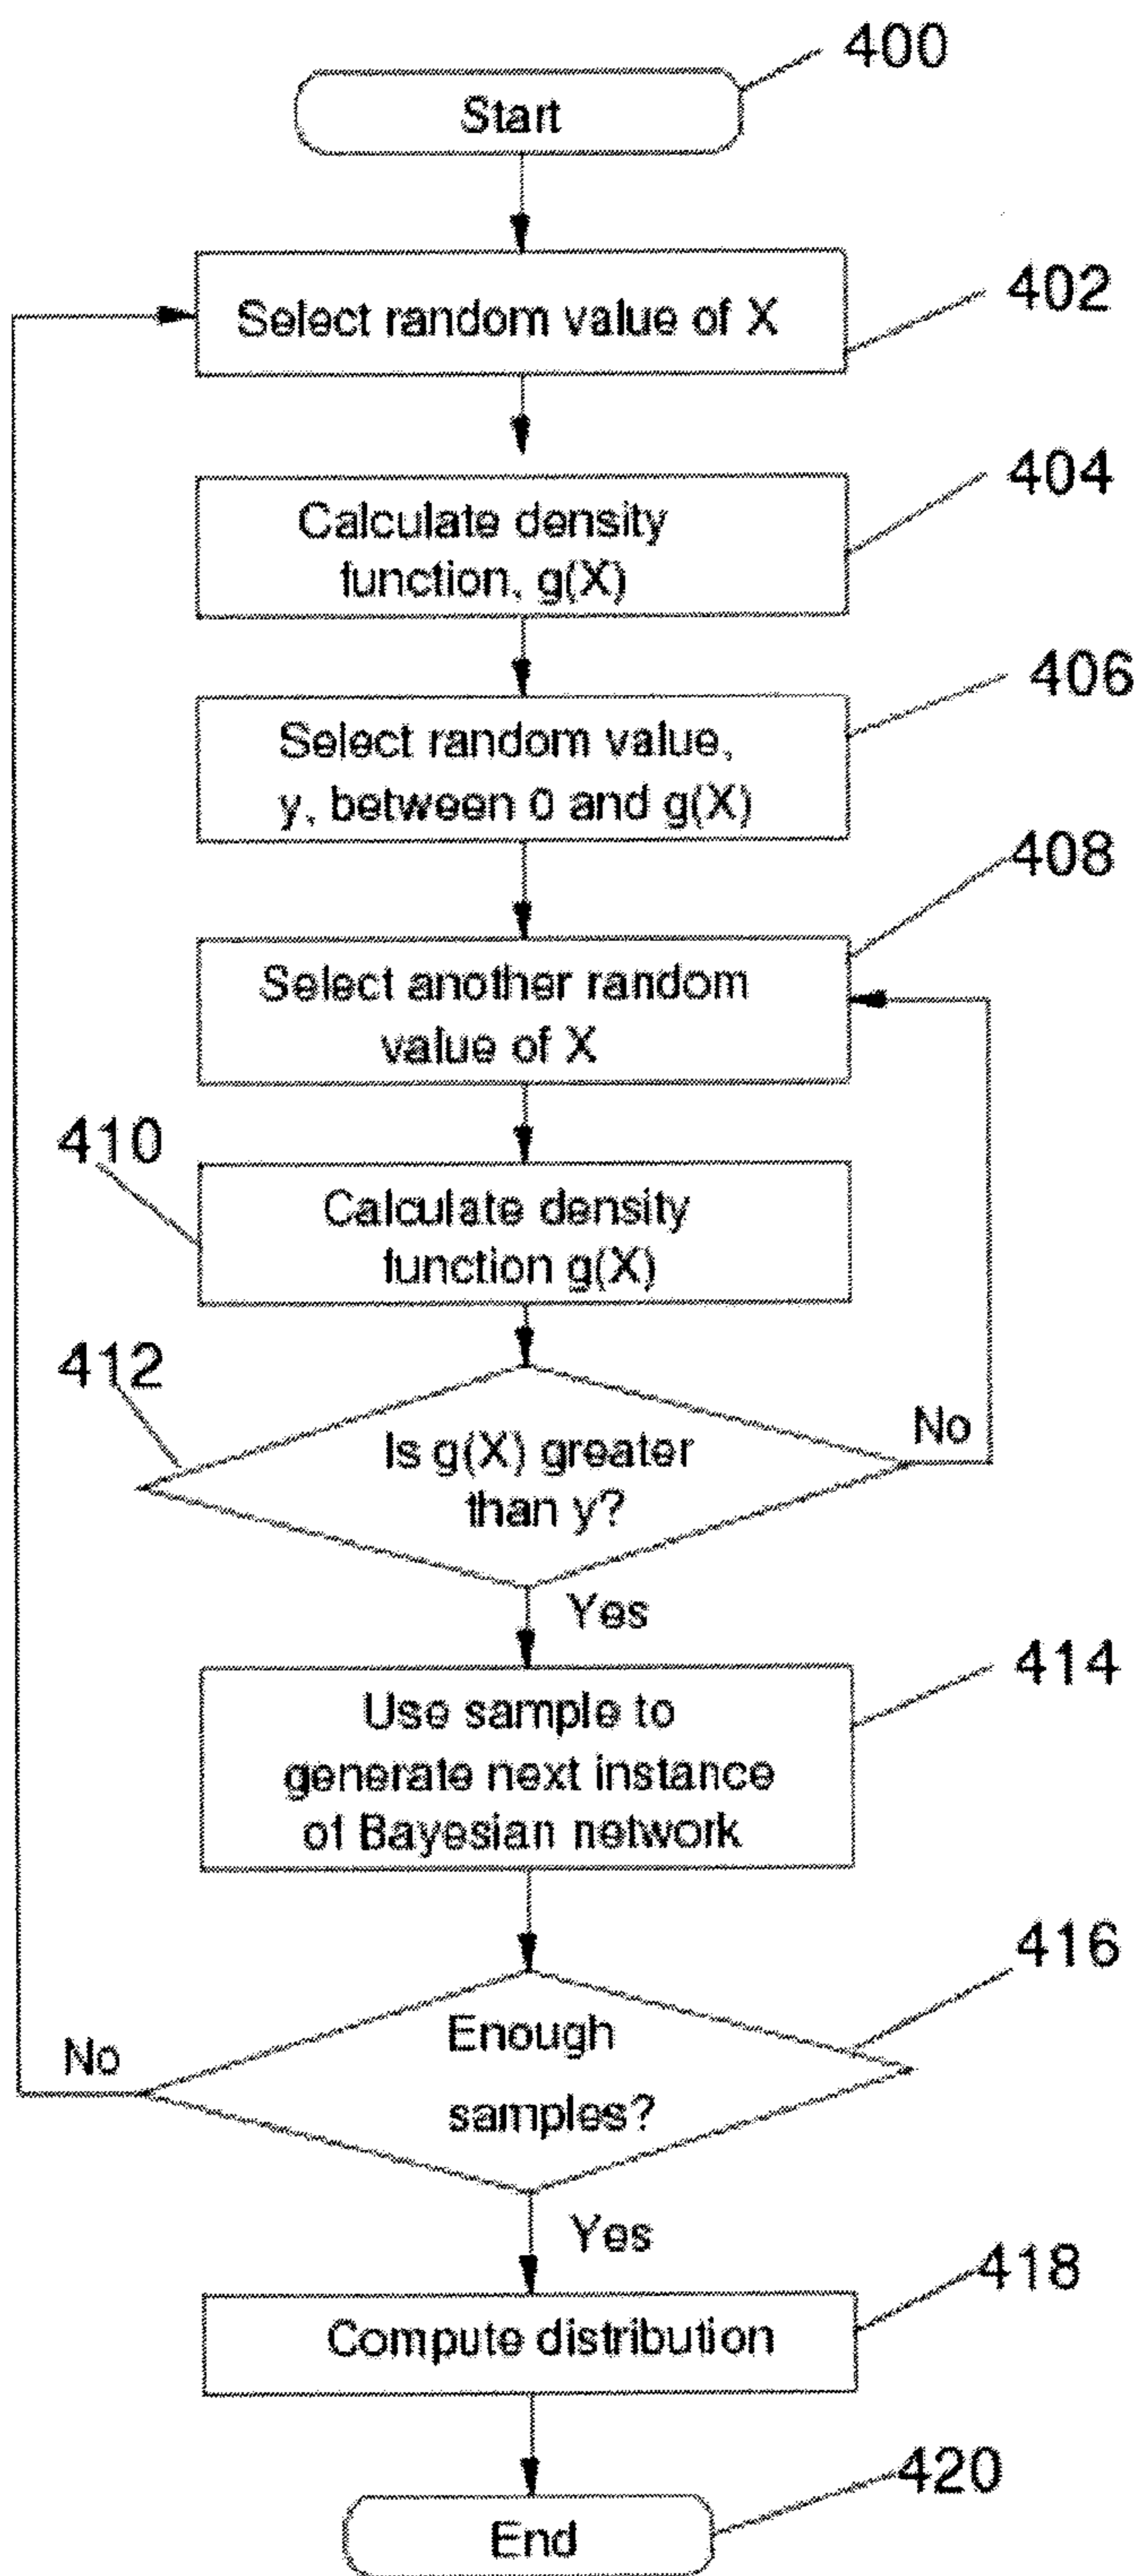 400
Start
402
Select random value of X
404
Calculate density
function, g(X)
406
Select random value,
y, between 0 and g(X)
408
Select another random
value of X
410
Calculate density
function g(X)
412
Is g(X) greater
than y?
No
Yes
414
Use sample to
generate next instance
of Bayesian network
416
Enough
samples?
No
Yes
418
Compute distribution
420
End